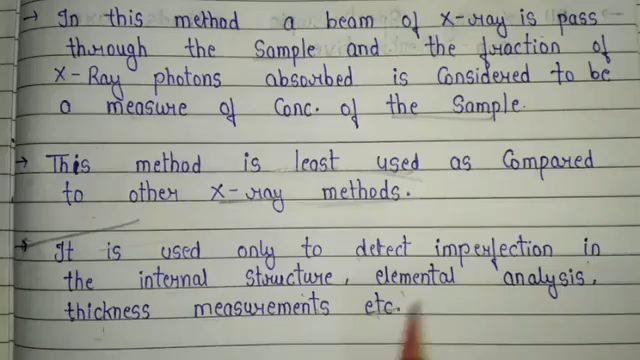 → In this method a beam of X-ray is pass
through the Sample and the fraction of
X-Ray photons absorbed is Considered to be
a measure of Conc. of the Sample.
→ This method is least used as Compared
to other X-ray methods.
→ It is used only to detect imperfection in
the internal structure, elemental analysis,
thickness measurements etc.